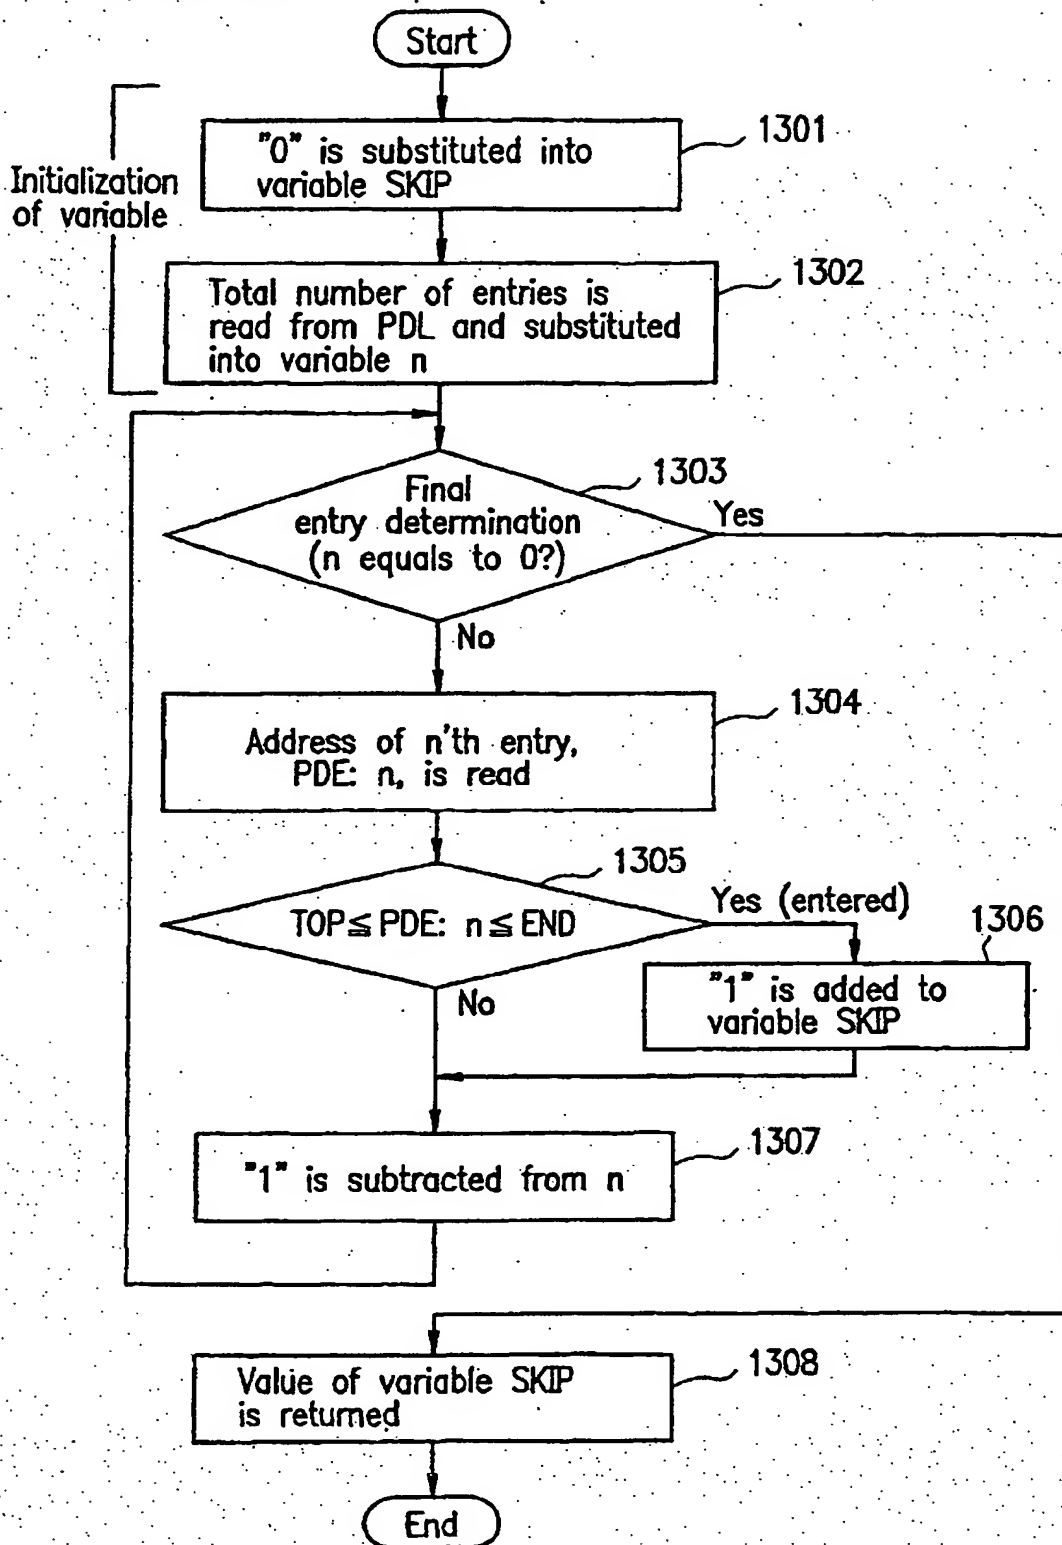 Start
1301
"0" is substituted into
variable SKIP
Initialization
of variable
1302
Total number of entries is
read from PDL and substituted
into variable n
1303
Final
entry determination
(n equals to 0?)
Yes
No
1304
Address of n'th entry,
PDE: n, is read
1305
TOP≦PDE: n≦END
Yes (entered)
1306
"1" is added to
variable SKIP
No
1307
"1" is subtracted from n
1308
Value of variable SKIP
is returned
End